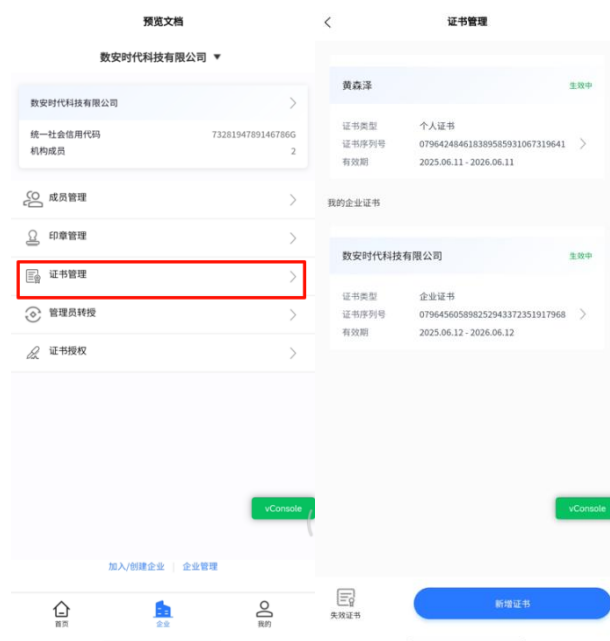 预览文档
数安时代科技有限公司 ▼
数安时代科技有限公司
统一社会信用代码 7328194789146786G
机构成员 2
成员管理
印章管理
证书管理
管理员转授
证书授权
vConsole
加入/创建企业 企业管理
首页 企业 我的
证书管理
黄森泽 生效中
证书类型 个人证书
证书序列号 079642484618389585931067319641
有效期 2025.06.11 - 2026.06.11
我的企业证书
数安时代科技有限公司 生效中
证书类型 企业证书
证书序列号 079645605898252943372351917968
有效期 2025.06.12 - 2026.06.12
vConsole
失效证书
新增证书